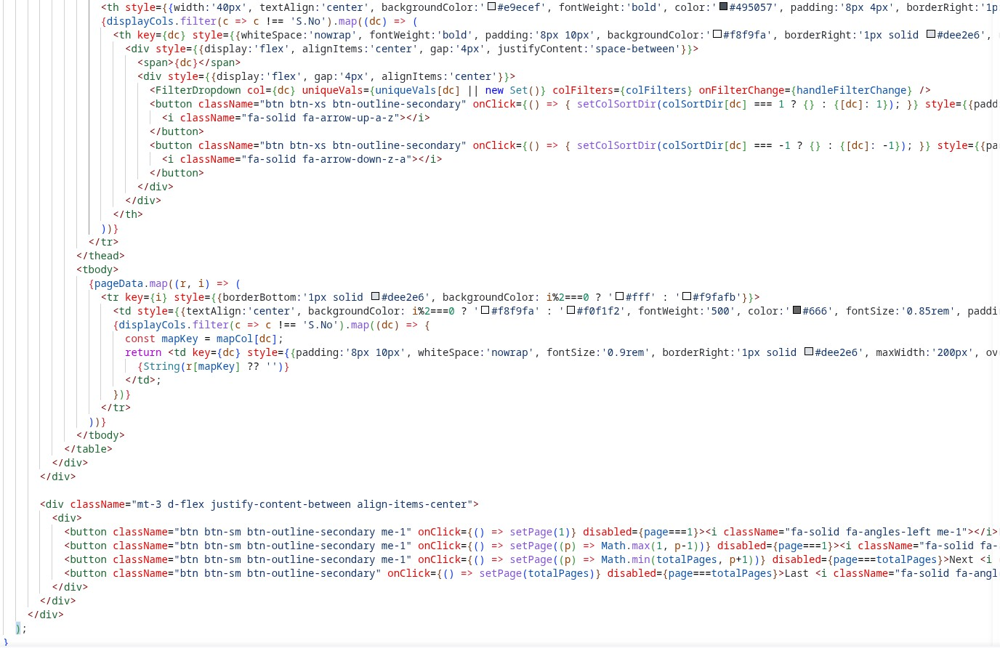 <th style={{width:'40px', textAlign:'center', backgroundColor:'#e9ecef', fontWeight:'bold', color:'#495057', padding:'8px 4px', borderRight:'1p
{displayCols.filter(c => c !== 'S.No').map((dc) => (
<th key={dc} style={{whiteSpace:'nowrap', fontWeight:'bold', padding:'8px 10px', backgroundColor:'#f8f9fa', borderRight:'1px solid #dee2e6',
<div style={{display:'flex', alignItems:'center', gap:'4px', justifyContent:'space-between'}}>
<span>{dc}</span>
<div style={{display:'flex', gap:'4px', alignItems:'center'}}>
<FilterDropdown col={dc} uniqueVals={uniqueVals[dc] || new Set()} colFilters={colFilters} onFilterChange={handleFilterChange} />
<button className="btn btn-xs btn-outline-secondary" onClick={() => { setColSortDir(colSortDir[dc] === 1 ? {} : {[dc]: 1}); }} style={{padd
<i className="fa-solid fa-arrow-up-a-z"></i>
</button>
<button className="btn btn-xs btn-outline-secondary" onClick={() => { setColSortDir(colSortDir[dc] === -1 ? {} : {[dc]: -1}); }} style={{pa
<i className="fa-solid fa-arrow-down-z-a"></i>
</button>
</div>
</div>
</th>
))}
</tr>
</thead>
<tbody>
{pageData.map((r, i) => (
<tr key={i} style={{borderBottom:'1px solid #dee2e6', backgroundColor: i%2===0 ? '#fff' : '#f9fafb'}}>
<td style={{textAlign:'center', backgroundColor: i%2===0 ? '#f8f9fa' : '#f0f1f2', fontWeight:'500', color:'#666', fontSize:'0.85rem', paddi
{displayCols.filter(c => c !== 'S.No').map((dc) => {
const mapKey = mapCol[dc];
return <td key={dc} style={{padding:'8px 10px', whiteSpace:'nowrap', fontSize:'0.9rem', borderRight:'1px solid #dee2e6', maxWidth:'200px', ov
{String(r[mapKey] ?? '')}
</td>;
})}
</tr>
))}
</tbody>
</table>
</div>
</div>
<div className="mt-3 d-flex justify-content-between align-items-center">
<div>
<button className="btn btn-sm btn-outline-secondary me-1" onClick={() => setPage(1)} disabled={page===1}><i className="fa-solid fa-angles-left me-1"></i>
<button className="btn btn-sm btn-outline-secondary me-1" onClick={() => setPage((p) => Math.max(1, p-1))} disabled={page===1}><i className="fa-solid fa-
<button className="btn btn-sm btn-outline-secondary me-1" onClick={() => setPage((p) => Math.min(totalPages, p+1))} disabled={page===totalPages}>Next <i
<button className="btn btn-sm btn-outline-secondary" onClick={() => setPage(totalPages)} disabled={page===totalPages}>Last <i className="fa-solid fa-angl
</div>
</div>
</div>
);
}